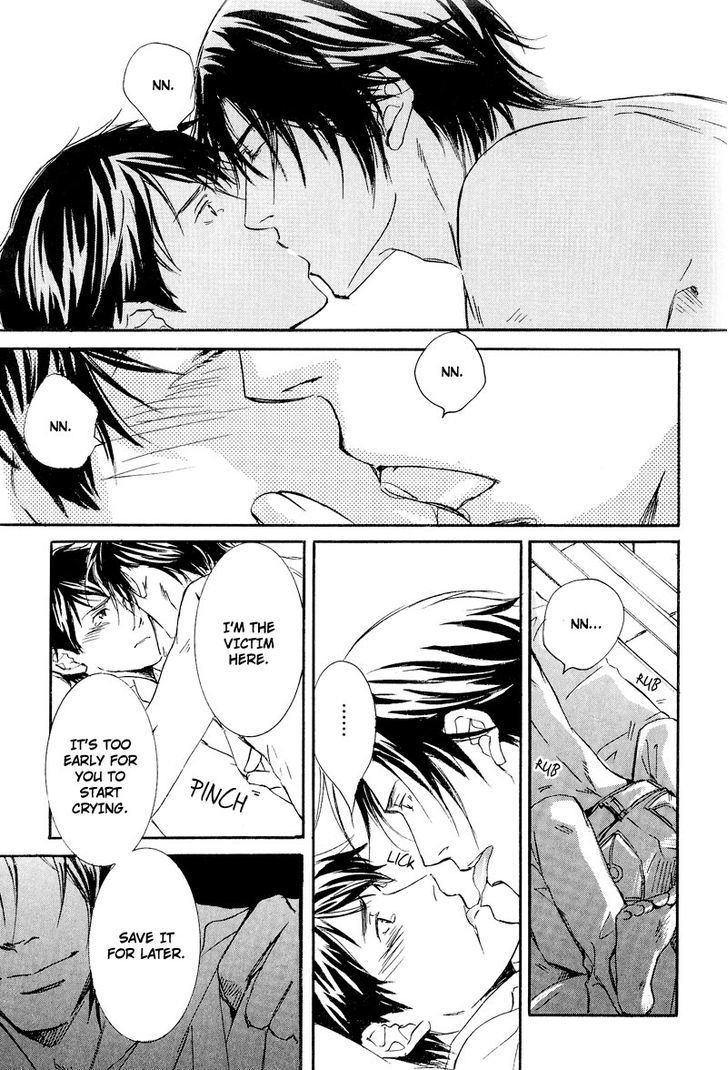 NN.
NN.
NN.
NN...
RUB
RUB
......
LICK
I'M THE
VICTIM
HERE.
IT'S TOO
EARLY FOR
YOU TO
START
CRYING.
PINCH
SAVE IT
FOR LATER.